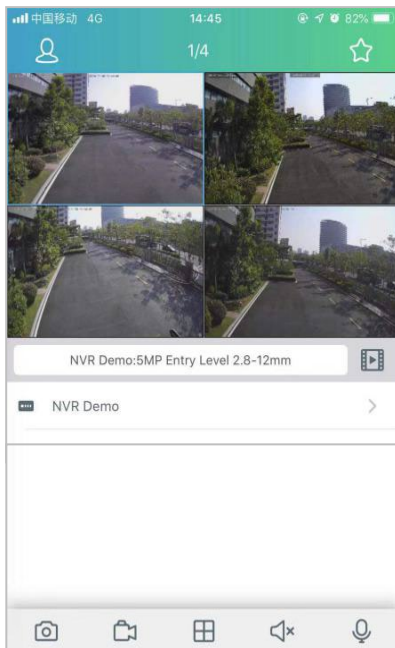 中国移动 4G 14:45 82%
1/4
NVR Demo:5MP Entry Level 2.8-12mm
NVR Demo